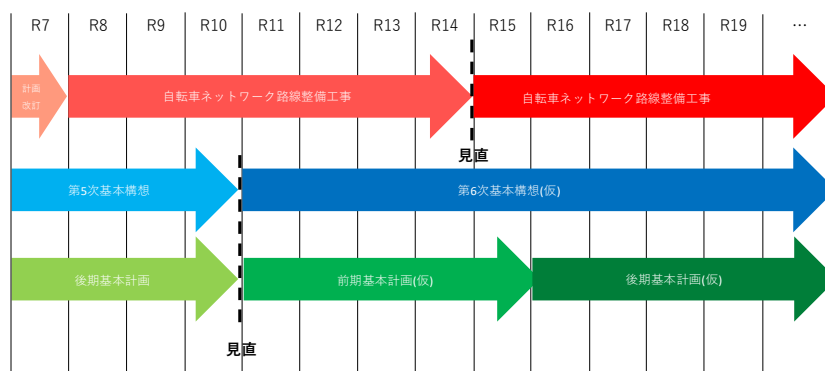 R7 R8 R9 R10 R11 R12 R13 R14 R15 R16 R17 R18 R19 …
計画
改訂
自転車ネットワーク路線整備工事
自転車ネットワーク路線整備工事
見直
第5次基本構想
第6次基本構想(仮)
後期基本計画
前期基本計画(仮)
後期基本計画(仮)
見直